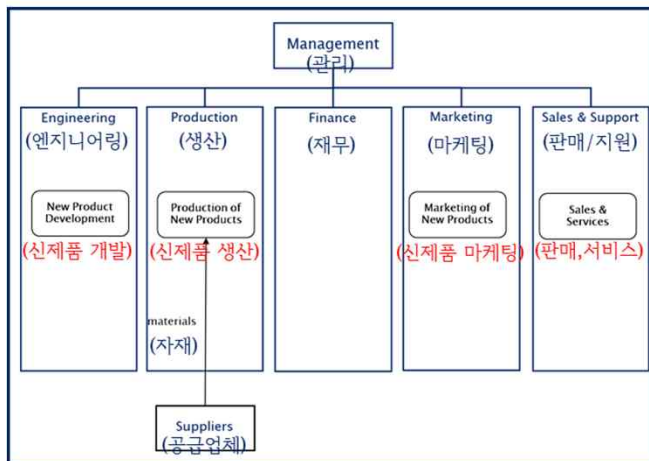 Management
(관리)
Engineering
(엔지니어링)
Production
(생산)
Finance
(재무)
Marketing
(마케팅)
Sales & Support
(판매/지원)
New Product
Development
(신제품 개발)
Production of
New Products
(신제품 생산)
Marketing of
New Products
(신제품 마케팅)
Sales &
Services
(판매,서비스)
materials
(자재)
Suppliers
(공급업체)